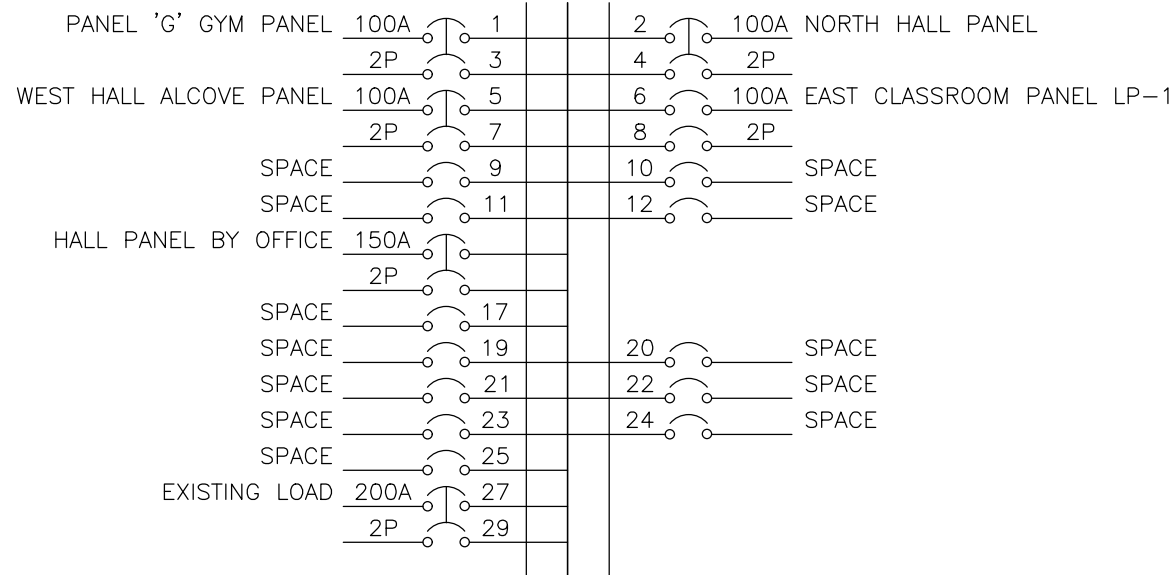 PANEL 'G' GYM PANEL 100A 1 2 100A NORTH HALL PANEL
2P 3 4 2P
WEST HALL ALCOVE PANEL 100A 5 6 100A EAST CLASSROOM PANEL LP-1
2P 7 8 2P
SPACE 9 10 SPACE
SPACE 11 12 SPACE
HALL PANEL BY OFFICE 150A
2P
SPACE 17
SPACE 19 20 SPACE
SPACE 21 22 SPACE
SPACE 23 24 SPACE
SPACE 25
EXISTING LOAD 200A 27
2P 29